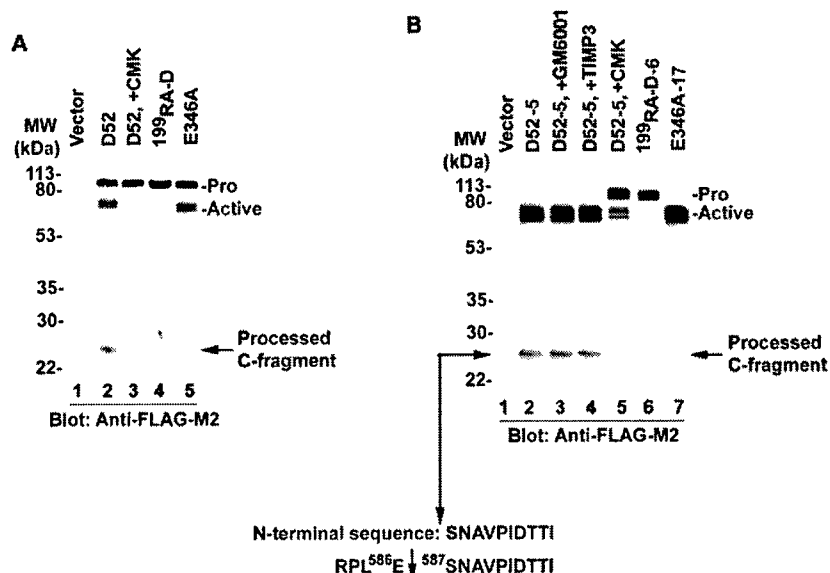 A
Vector
D52
D52, +CMK
199RA-D
E346A
MW
(kDa)
113-
80-
53-
35-
30-
22-
-Pro
-Active
Processed
C-fragment
1 2 3 4 5
Blot: Anti-FLAG-M2
B
Vector
D52-5
D52-5, +GM6001
D52-5, +TIMP3
D52-5, +CMK
199RA-D-6
E346A-17
MW
(kDa)
113-
80-
53-
35-
30-
22-
-Pro
-Active
Processed
C-fragment
1 2 3 4 5 6 7
Blot: Anti-FLAG-M2
N-terminal sequence: SNAVPIDTTI
RPL586E 587SNAVPIDTTI